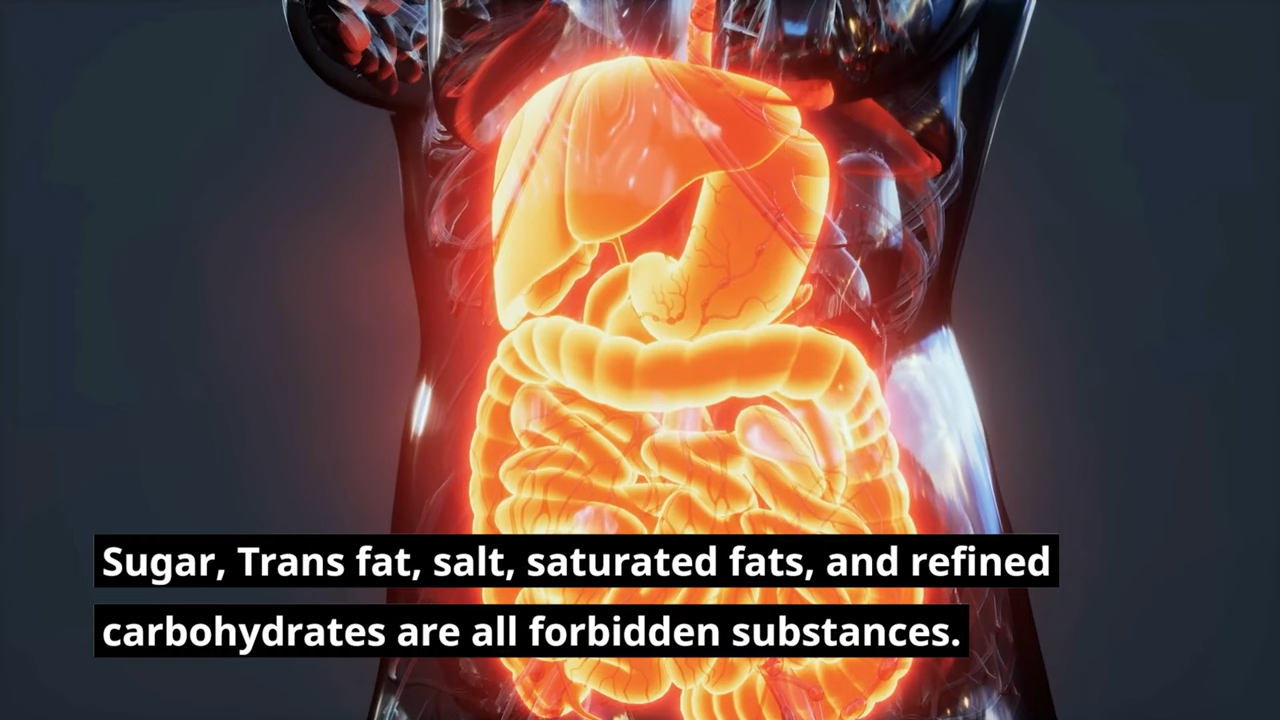 Sugar, Trans fat, salt, saturated fats, and refined
carbohydrates are all forbidden substances.